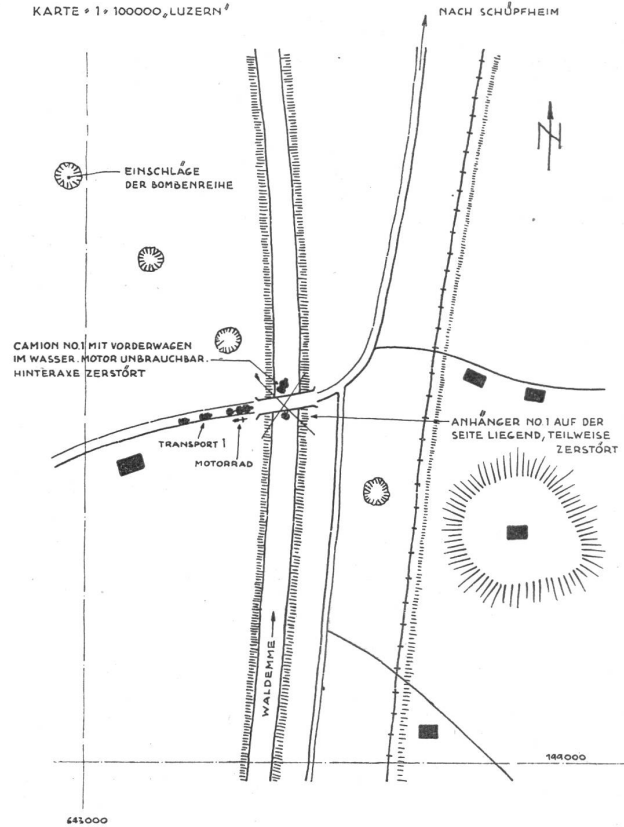 KARTE * 1 * 100000 „LUZERN"
NACH SCHÜPFHEIM
N
EINSCHLÄGE
DER BOMBENREIHE
CAMION NO.1 MIT VORDERWAGEN
IM WASSER. MOTOR UNBRAUCHBAR.
HINTERAXE ZERSTÖRT
TRANSPORT 1
MOTORRAD
ANHÄNGER NO.1 AUF DER
SEITE LIEGEND, TEILWEISE
ZERSTÖRT
WALDEMME
199000
643000